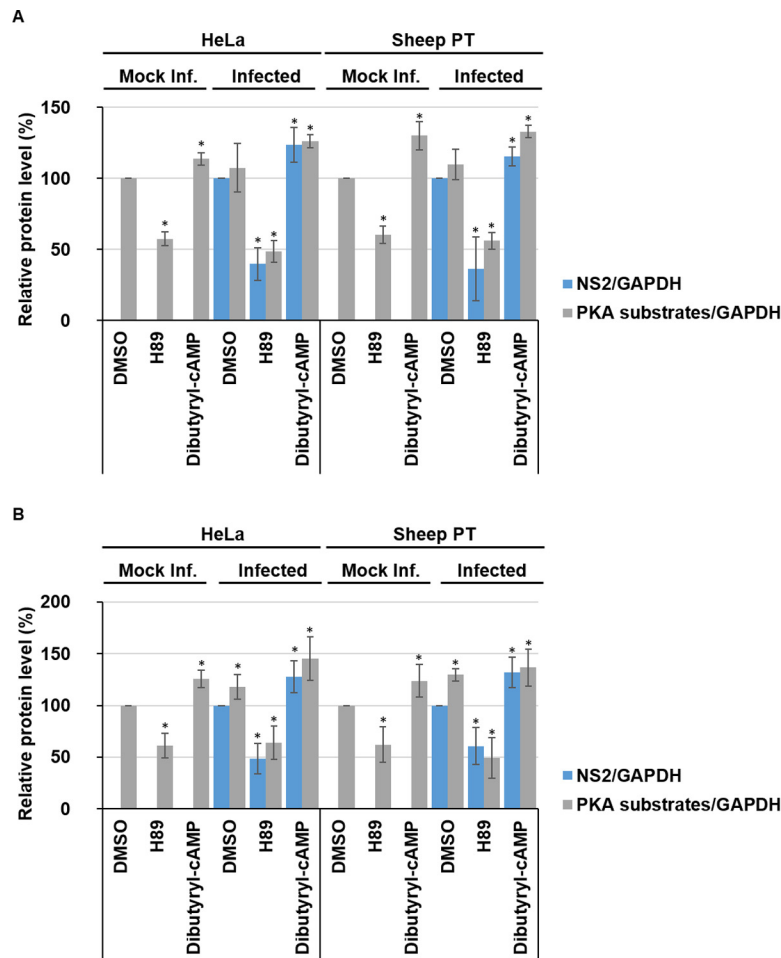 A
HeLa Sheep PT
Mock Inf. Infected Mock Inf. Infected
Relative protein level (%)
150
100
50
0
* * * * * * * * * * * *
DMSO H89 Dibutyryl-cAMP DMSO H89 Dibutyryl-cAMP DMSO H89 Dibutyryl-cAMP DMSO H89 Dibutyryl-cAMP
NS2/GAPDH
PKA substrates/GAPDH
B
HeLa Sheep PT
Mock Inf. Infected Mock Inf. Infected
Relative protein level (%)
200
150
100
50
0
* * * * * * * * * * * * * *
DMSO H89 Dibutyryl-cAMP DMSO H89 Dibutyryl-cAMP DMSO H89 Dibutyryl-cAMP DMSO H89 Dibutyryl-cAMP
NS2/GAPDH
PKA substrates/GAPDH